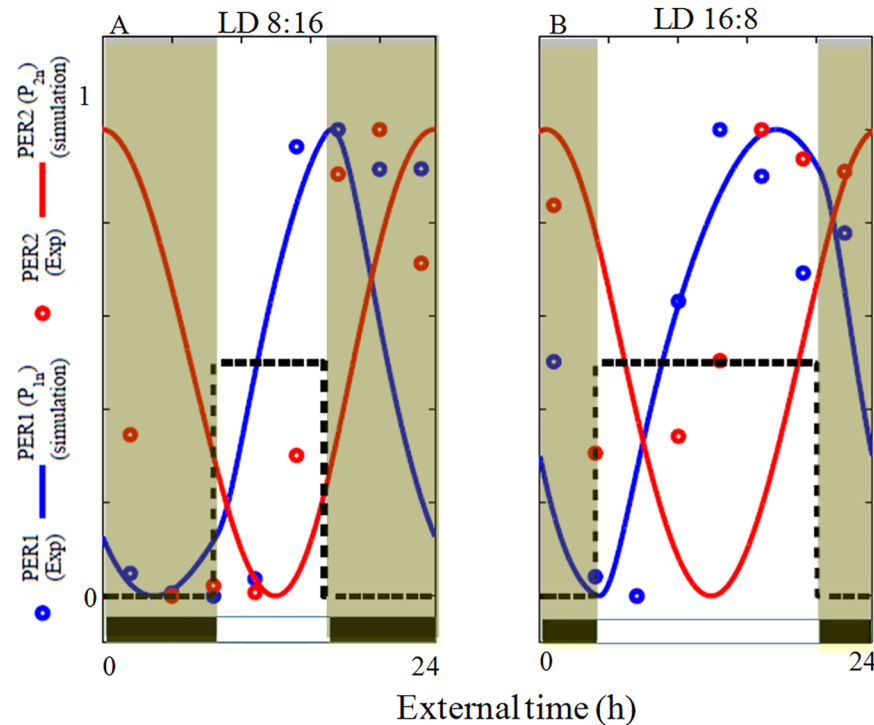 A
LD 8:16
B
LD 16:8
1
0
0
24
0
24
External time (h)
PER1
(Exp)
PER1 (P1n)
(simulation)
PER2
(Exp)
PER2 (P2n)
(simulation)